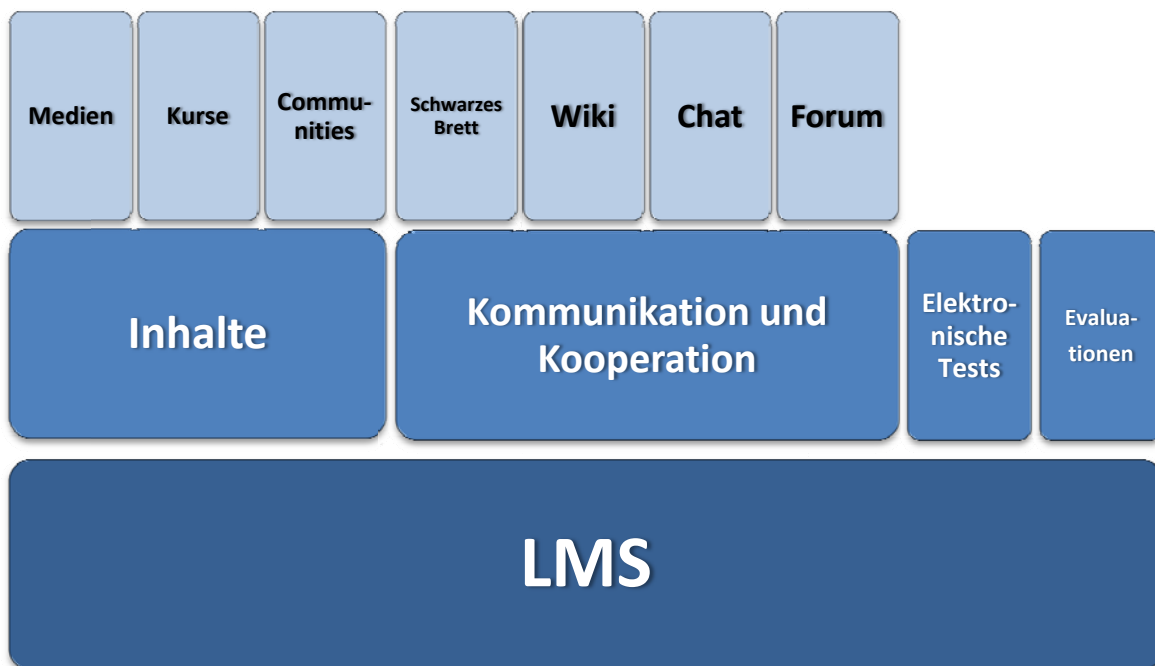 Medien
Kurse
Commu-
nities
Schwarzes
Brett
Wiki
Chat
Forum
Inhalte
Kommunikation und
Kooperation
Elektro-
nische
Tests
Evalua-
tionen
LMS